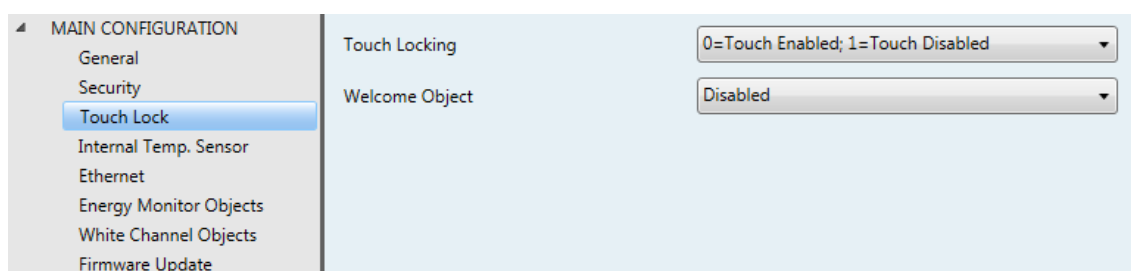 MAIN CONFIGURATION
General
Security
Touch Lock
Internal Temp. Sensor
Ethernet
Energy Monitor Objects
White Channel Objects
Firmware Update
Touch Locking 0=Touch Enabled; 1=Touch Disabled
Welcome Object Disabled